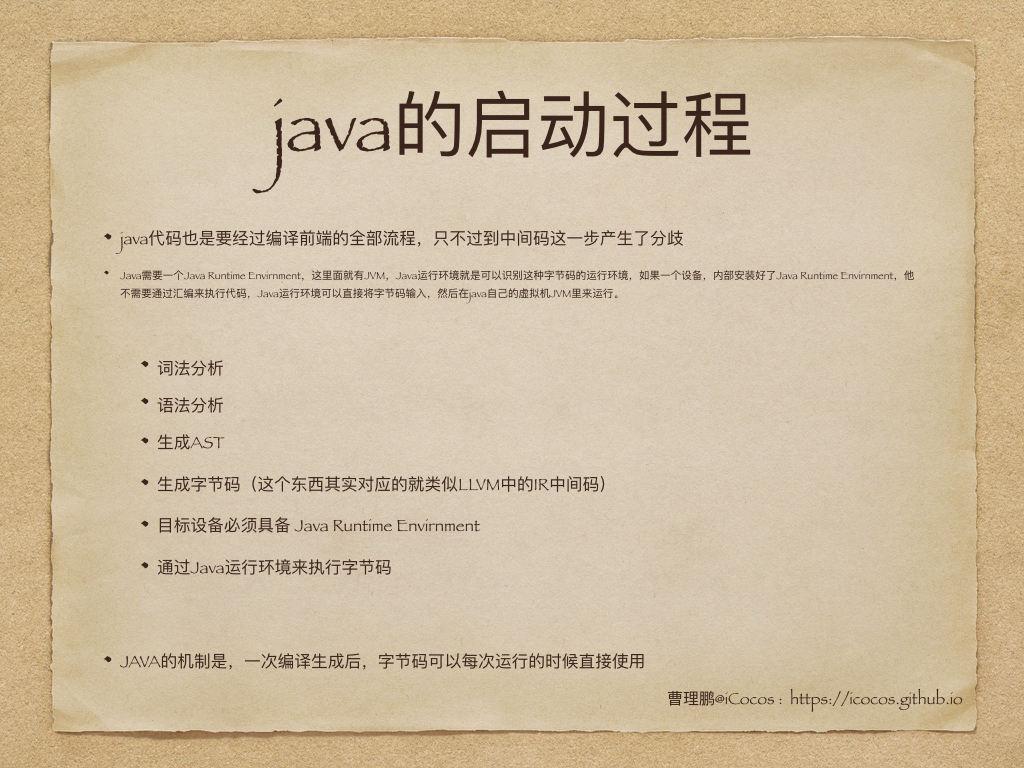 java的启动过程
• java代码也是要经过编译前端的全部流程，只不过到中间码这一步产生了分歧
• Java需要一个Java Runtime Envirnment，这里面就有JVM，Java运行环境就是可以识别这种字节码的运行环境，如果一个设备，内部安装好了Java Runtime Envirnment，他
不需要通过汇编来执行代码，Java运行环境可以直接将字节码输入，然后在java自己的虚拟机JVM里来运行。
• 词法分析
• 语法分析
• 生成AST
• 生成字节码（这个东西其实对应的就类似LLVM中的IR中间码）
• 目标设备必须具备 Java Runtime Envirnment
• 通过Java运行环境来执行字节码
• JAVA的机制是，一次编译生成后，字节码可以每次运行的时候直接使用
曹理鹏@iCocos : https://icocos.github.io